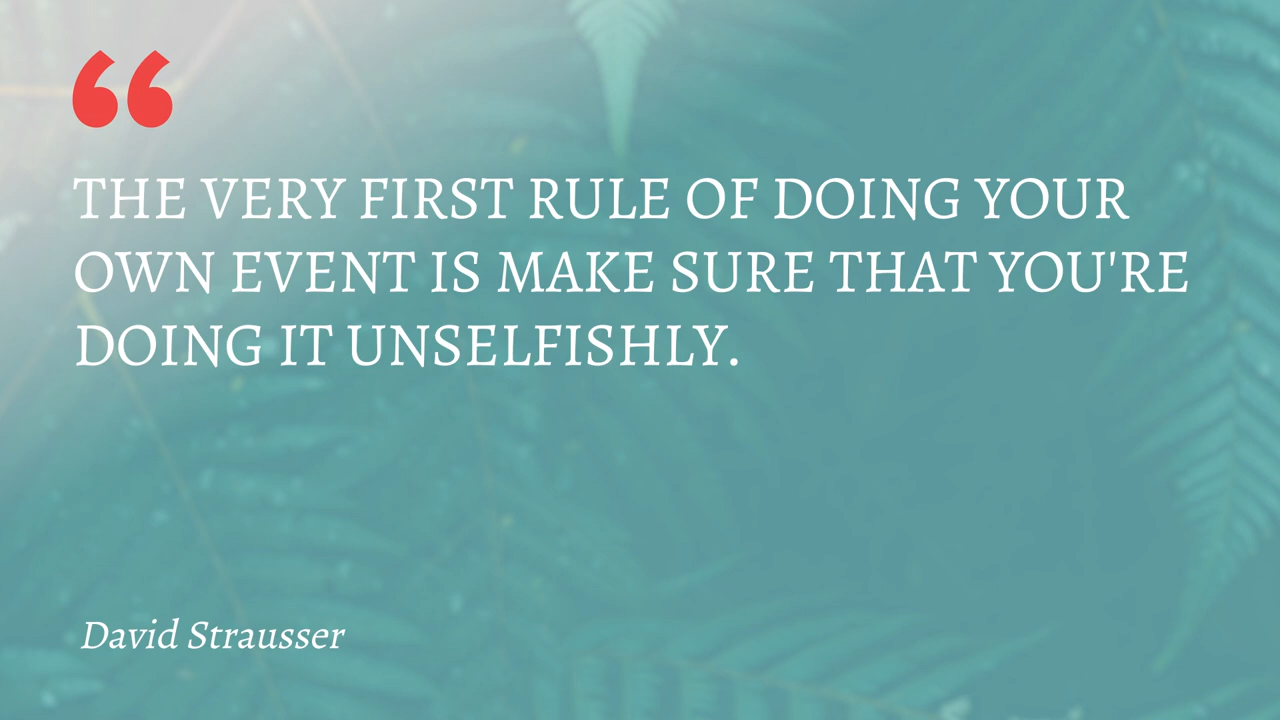 “
THE VERY FIRST RULE OF DOING YOUR
OWN EVENT IS MAKE SURE THAT YOU'RE
DOING IT UNSELFISHLY.
David Strausser